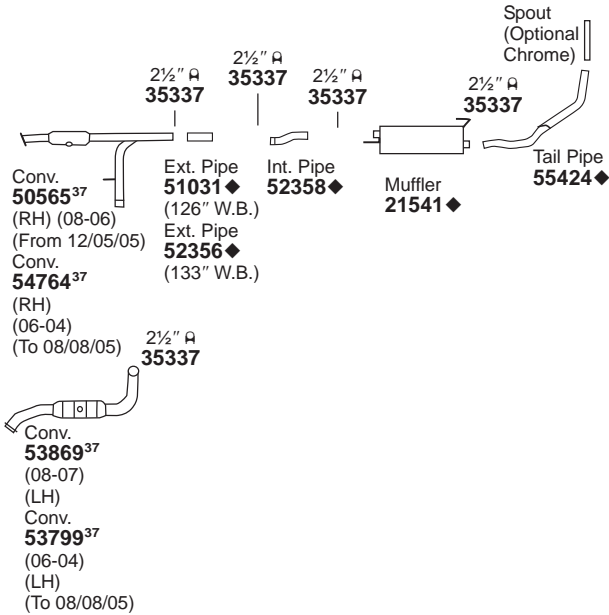 Spout
(Optional
Chrome)
2½″
35337
2½″
35337
2½″
35337
2½″
35337
Conv.
50565³⁷
(RH) (08-06)
(From 12/05/05)
Conv.
54764³⁷
(RH)
(06-04)
(To 08/08/05)
Ext. Pipe
51031◆
(126″ W.B.)
Ext. Pipe
52356◆
(133″ W.B.)
Int. Pipe
52358◆
Muffler
21541◆
Tail Pipe
55424◆
2½″
35337
Conv.
53869³⁷
(08-07)
(LH)
Conv.
53799³⁷
(06-04)
(LH)
(To 08/08/05)